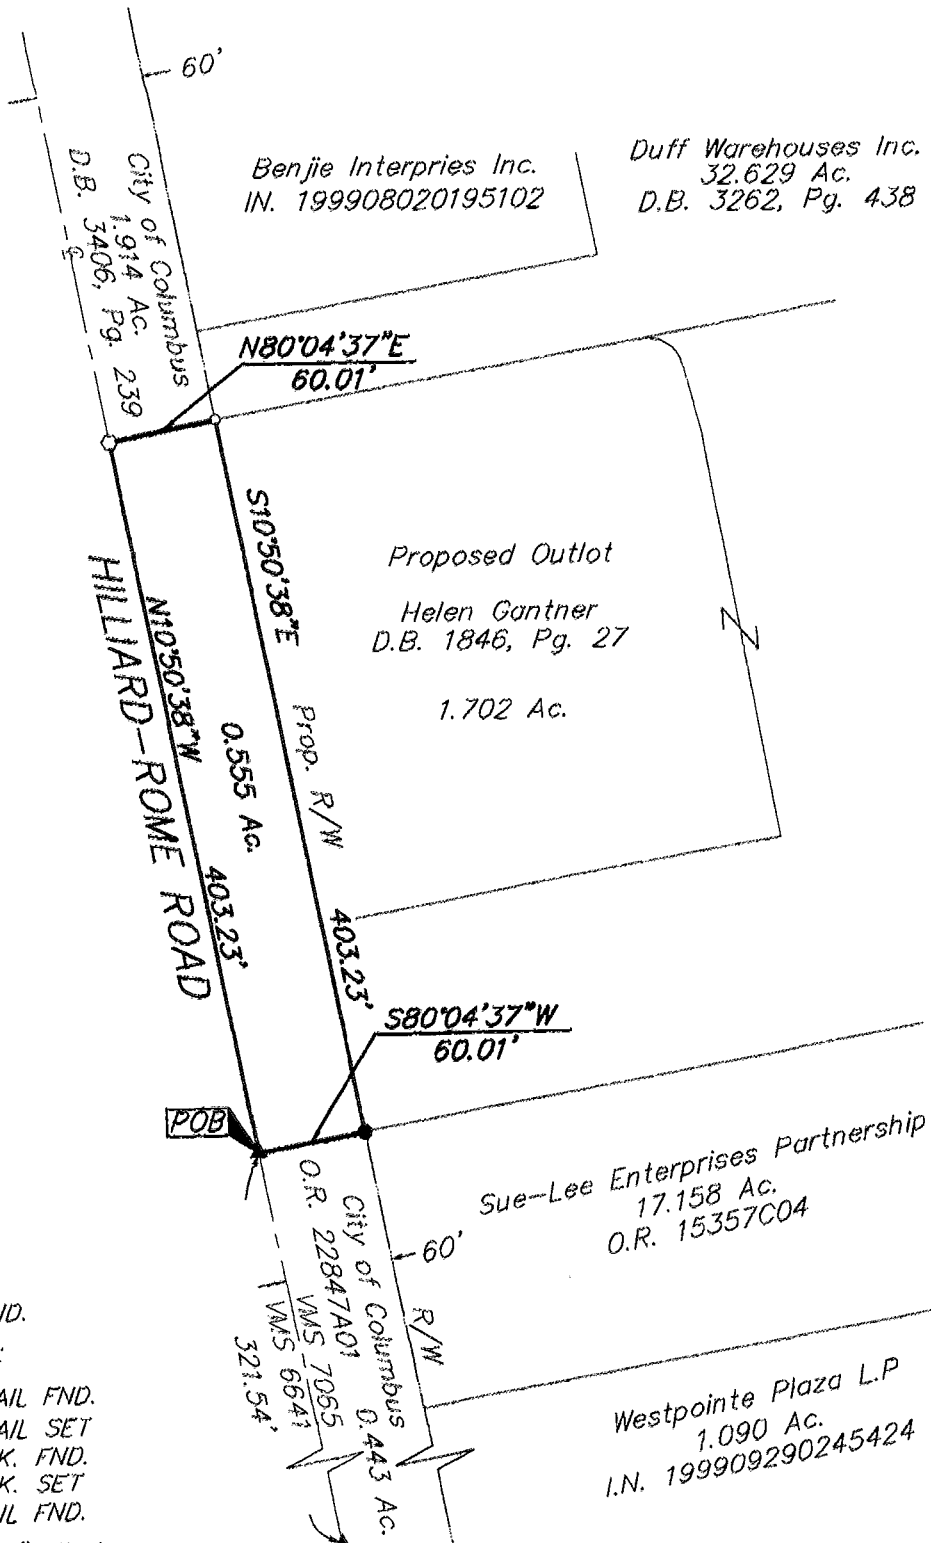 60'
Benjie Interpries Inc.
IN. 199908020195102
Duff Warehouses Inc.
32.629 Ac.
D.B. 3262, Pg. 438
City of Columbus
1.914 Ac.
D.B. 3406, Pg. 239
N80°04'37"E
60.01'
S10°50'38"E
Prop. R/W
403.23'
Proposed Outlot
Helen Gantner
D.B. 1846, Pg. 27
1.702 Ac.
HILLIARD-ROME ROAD
N10°50'38"W
403.23'
0.555 Ac.
S80°04'37"W
60.01'
POB
Sue-Lee Enterprises Partnership
17.158 Ac.
O.R. 15357C04
60'
R/W
City of Columbus
O.R. 22847A01 0.443 Ac.
VMS 7065
VMS 6641
321.54'
Westpointe Plaza L.P
1.090 Ac.
I.N. 199909290245424
ND.
AIL FND.
AIL SET
K. FND.
K. SET
IL FND.